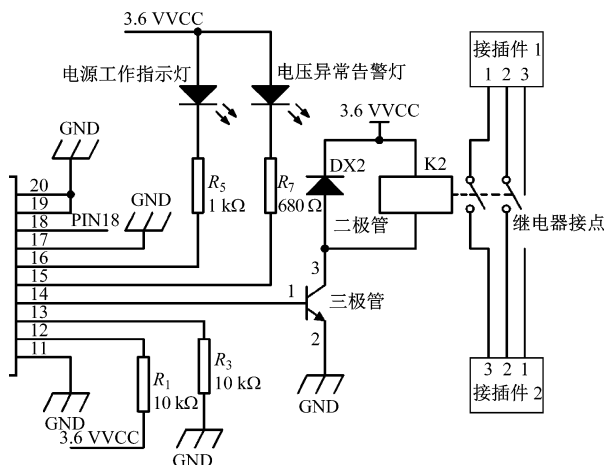 3.6 VVCC
接插件 1
1 2 3
电源工作指示灯
电压异常告警灯
3.6 VVCC
GND
DX2
K2
R5
1 kΩ
R7
680 Ω
GND
20
19
18
PIN18
17
16
15
14
13
12
11
二极管
继电器接点
3
1
三极管
2
R1
10 kΩ
R3
10 kΩ
GND
3.6 VVCC
GND
GND
3 2 1
接插件 2